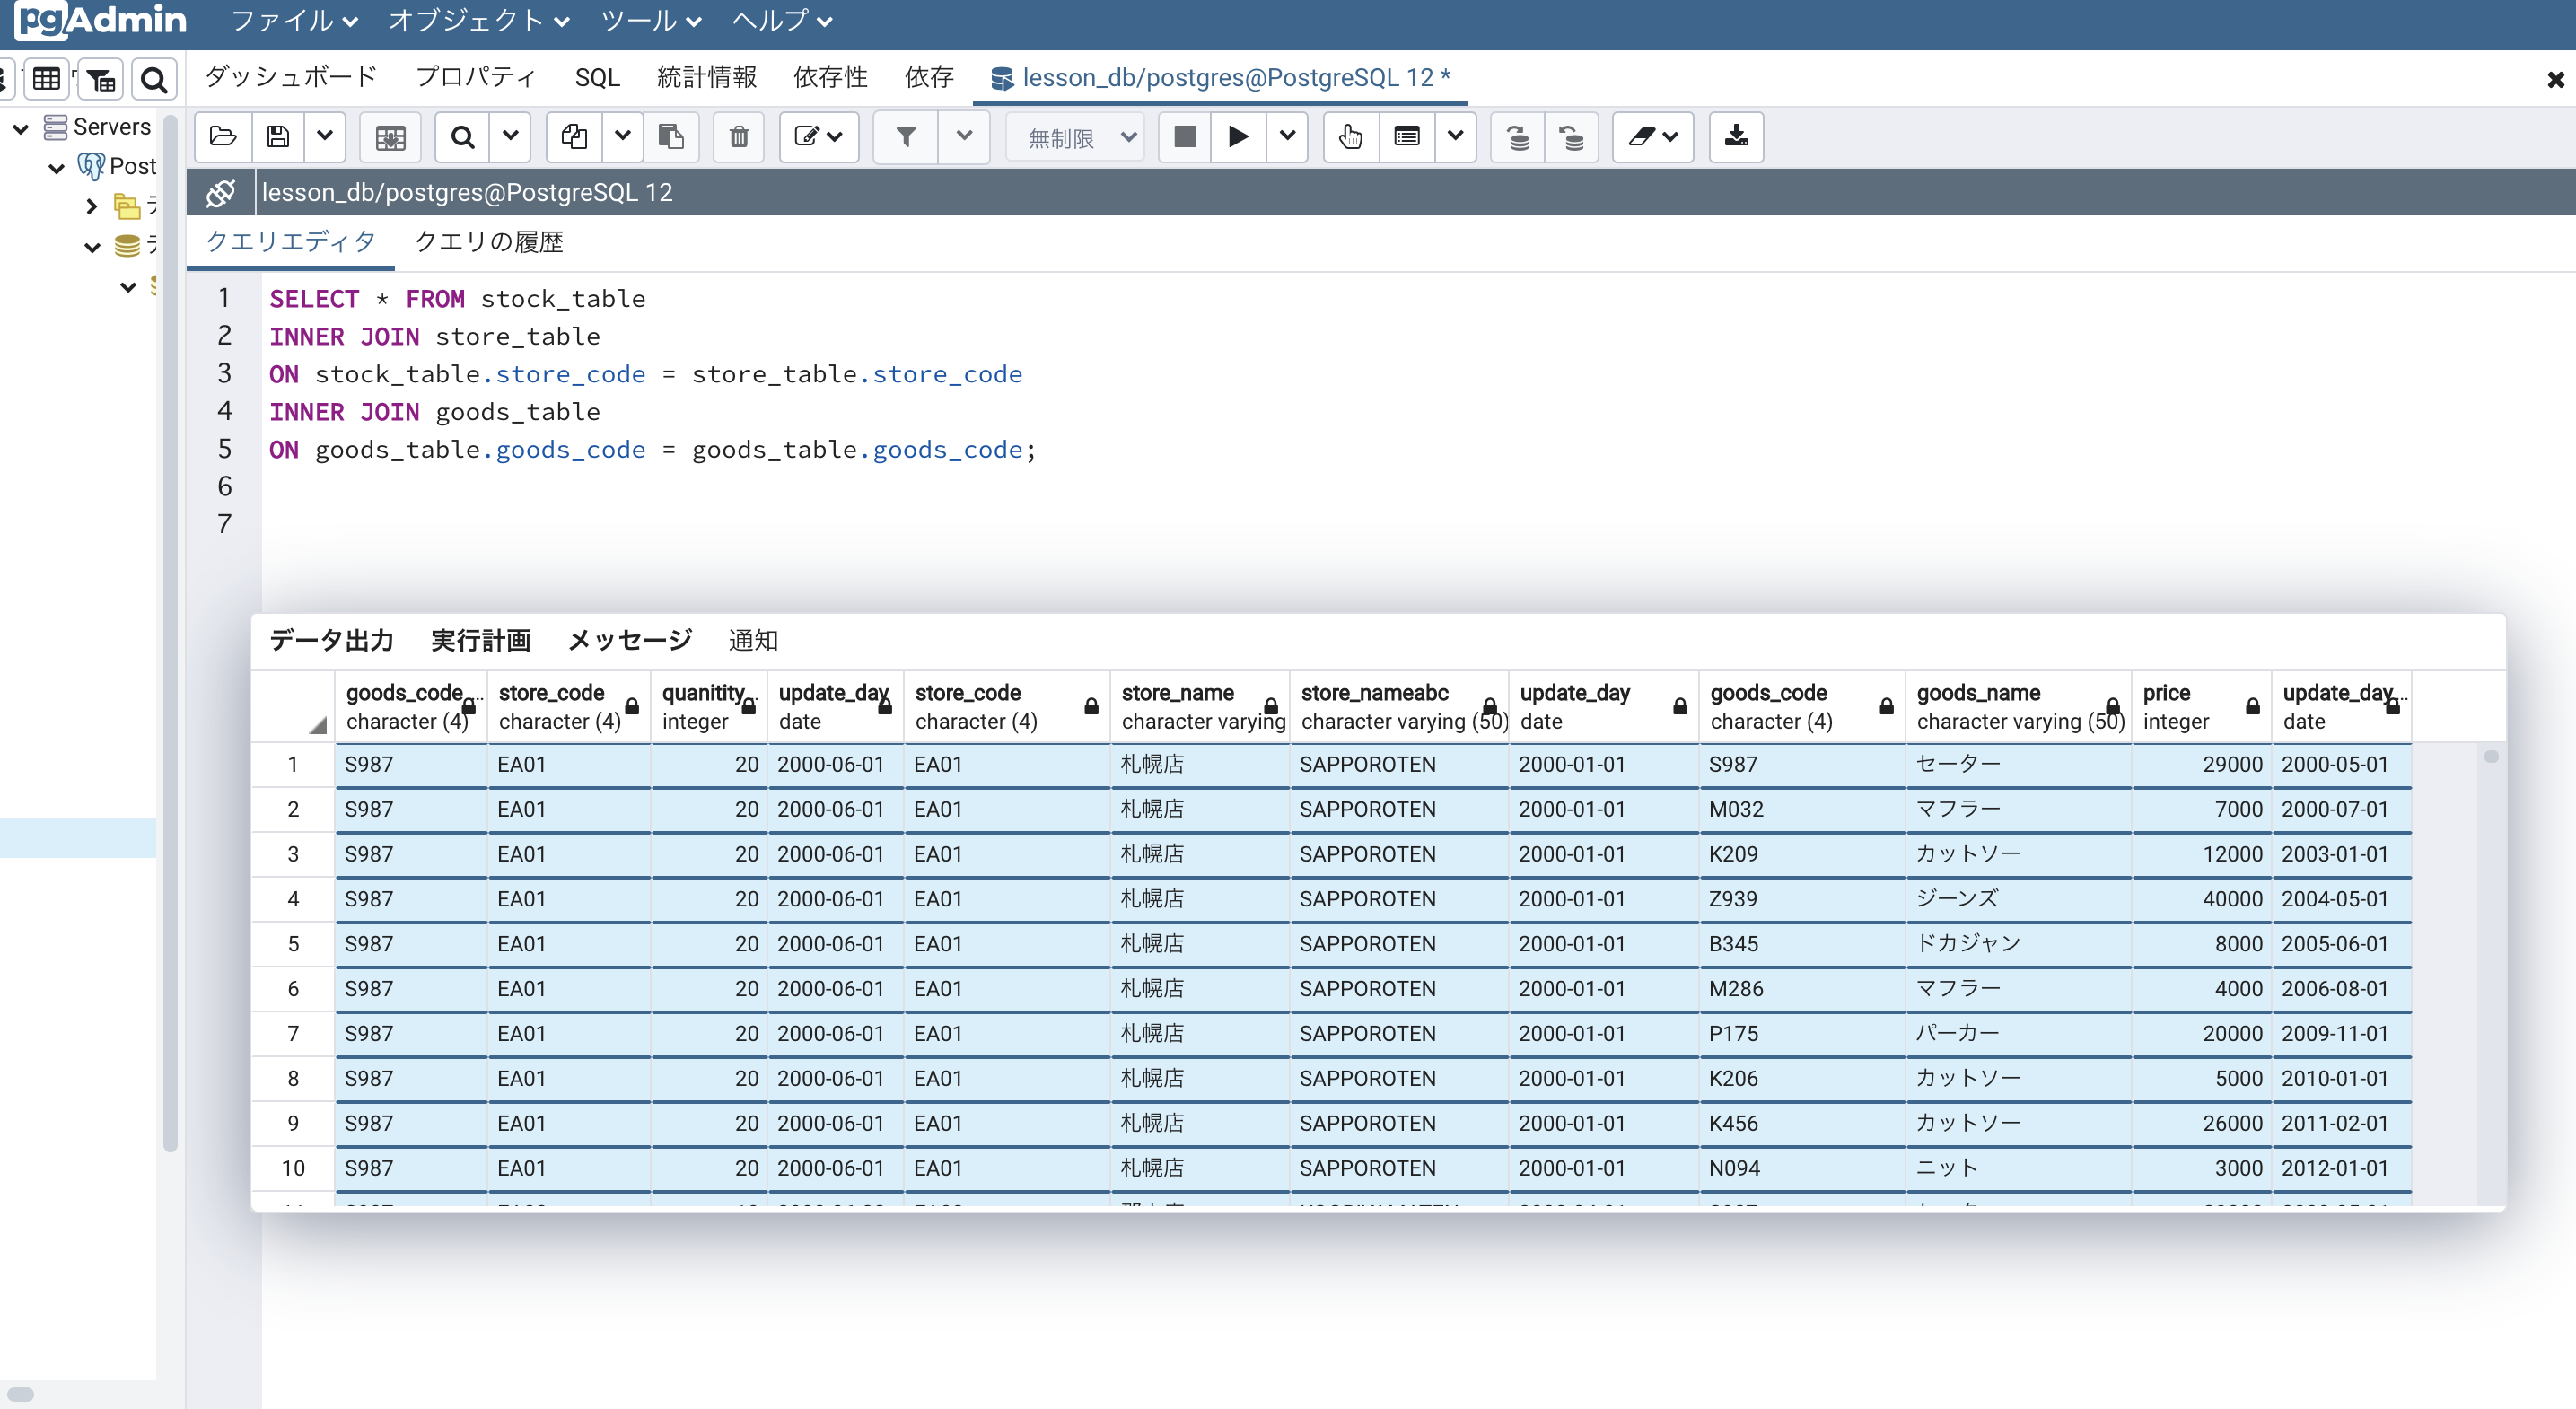 pgAdmin ファイル オブジェクト ツール ヘルプ
ダッシュボード プロパティ SQL 統計情報 依存性 依存 lesson_db/postgres@PostgreSQL 12 *
Servers
Post
無制限
lesson_db/postgres@PostgreSQL 12
クエリエディタ クエリの履歴
1 SELECT * FROM stock_table
2 INNER JOIN store_table
3 ON stock_table.store_code = store_table.store_code
4 INNER JOIN goods_table
5 ON goods_table.goods_code = goods_table.goods_code;
6
7
データ出力 実行計画 メッセージ 通知
goods_code... store_code quanitity... update_day store_code store_name store_nameabc update_day goods_code goods_name price update_day...
character (4) character (4) integer date character (4) character varying character varying (50) date character (4) character varying (50) integer date
1 S987 EA01 20 2000-06-01 EA01 札幌店 SAPPOROTEN 2000-01-01 S987 セーター 29000 2000-05-01
2 S987 EA01 20 2000-06-01 EA01 札幌店 SAPPOROTEN 2000-01-01 M032 マフラー 7000 2000-07-01
3 S987 EA01 20 2000-06-01 EA01 札幌店 SAPPOROTEN 2000-01-01 K209 カットソー 12000 2003-01-01
4 S987 EA01 20 2000-06-01 EA01 札幌店 SAPPOROTEN 2000-01-01 Z939 ジーンズ 40000 2004-05-01
5 S987 EA01 20 2000-06-01 EA01 札幌店 SAPPOROTEN 2000-01-01 B345 ドカジャン 8000 2005-06-01
6 S987 EA01 20 2000-06-01 EA01 札幌店 SAPPOROTEN 2000-01-01 M286 マフラー 4000 2006-08-01
7 S987 EA01 20 2000-06-01 EA01 札幌店 SAPPOROTEN 2000-01-01 P175 パーカー 20000 2009-11-01
8 S987 EA01 20 2000-06-01 EA01 札幌店 SAPPOROTEN 2000-01-01 K206 カットソー 5000 2010-01-01
9 S987 EA01 20 2000-06-01 EA01 札幌店 SAPPOROTEN 2000-01-01 K456 カットソー 26000 2011-02-01
10 S987 EA01 20 2000-06-01 EA01 札幌店 SAPPOROTEN 2000-01-01 N094 ニット 3000 2012-01-01